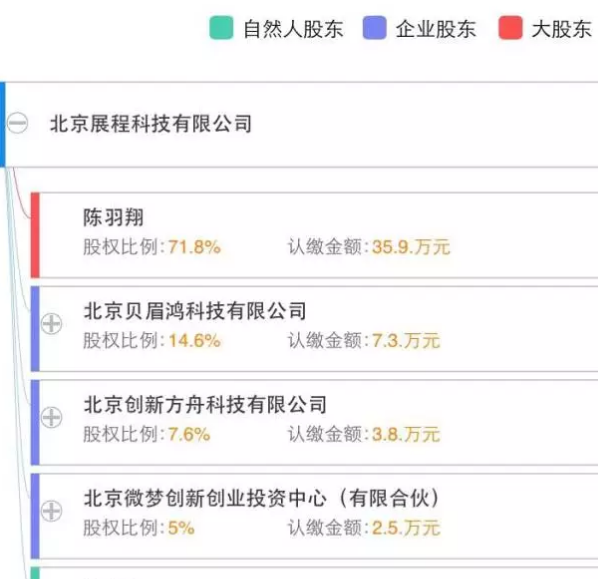 自然人股东 企业股东 大股东
北京展程科技有限公司
陈羽翔
股权比例:71.8% 认缴金额:35.9.万元
北京贝眉鸿科技有限公司
股权比例:14.6% 认缴金额:7.3.万元
北京创新方舟科技有限公司
股权比例:7.6% 认缴金额:3.8.万元
北京微梦创新创业投资中心（有限合伙）
股权比例:5% 认缴金额:2.5.万元